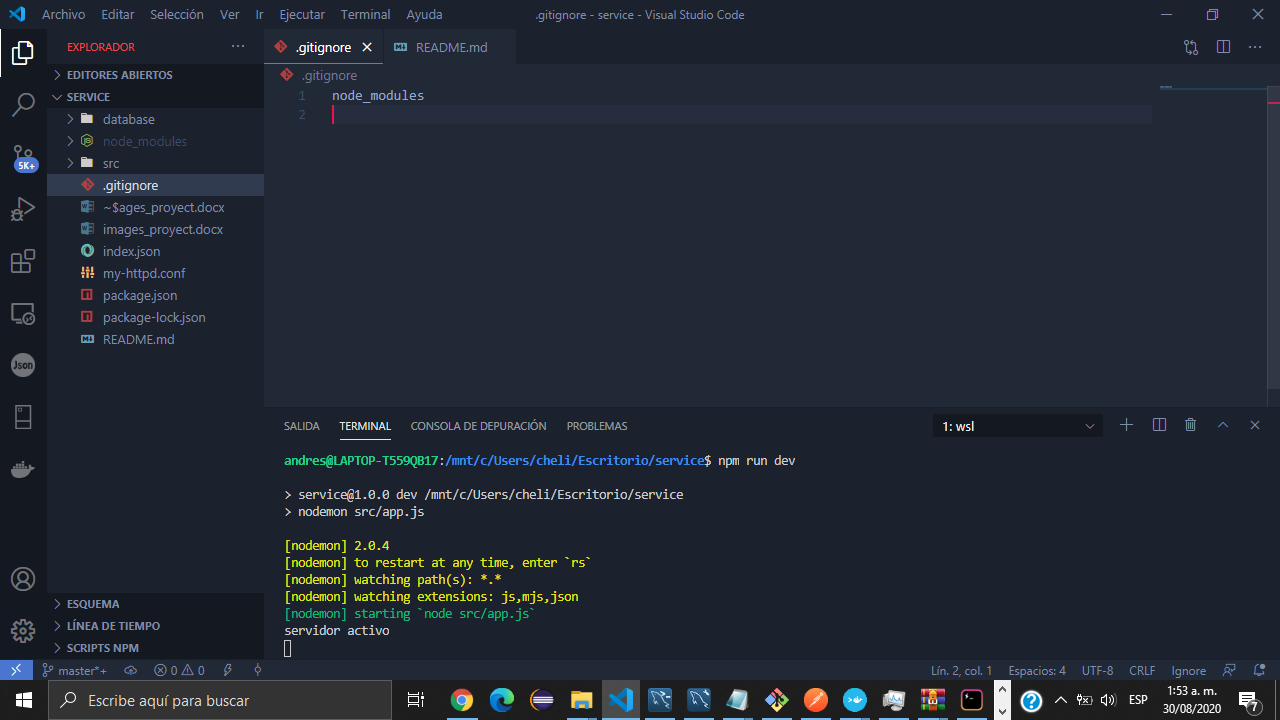 Archivo Editar Selección Ver Ir Ejecutar Terminal Ayuda .gitignore - service - Visual Studio Code
EXPLORADOR
.gitignore
README.md
EDITORES ABIERTOS
SERVICE
database
node_modules
src
.gitignore
~$ages_proyect.docx
images_proyect.docx
index.json
my-httpd.conf
package.json
package-lock.json
README.md
5K+
Json
ESQUEMA
LÍNEA DE TIEMPO
SCRIPTS NPM
.gitignore
1 node_modules
2
SALIDA TERMINAL CONSOLA DE DEPURACIÓN PROBLEMAS 1: wsl
andres@LAPTOP-T559QB17:/mnt/c/Users/cheli/Escritorio/service$ npm run dev
> service@1.0.0 dev /mnt/c/Users/cheli/Escritorio/service
> nodemon src/app.js
[nodemon] 2.0.4
[nodemon] to restart at any time, enter `rs`
[nodemon] watching path(s): *.*
[nodemon] watching extensions: js,mjs,json
[nodemon] starting `node src/app.js`
servidor activo
master*+ 0 0 Lín. 2, col. 1 Espacios: 4 UTF-8 CRLF Ignore
Escribe aquí para buscar
ESP
1:53 a. m.
30/08/2020
7